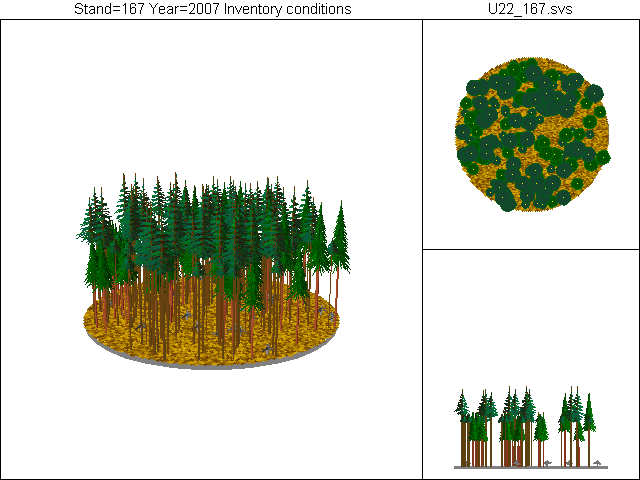 Stand=167 Year=2007 Inventory conditions
U22_167.svs